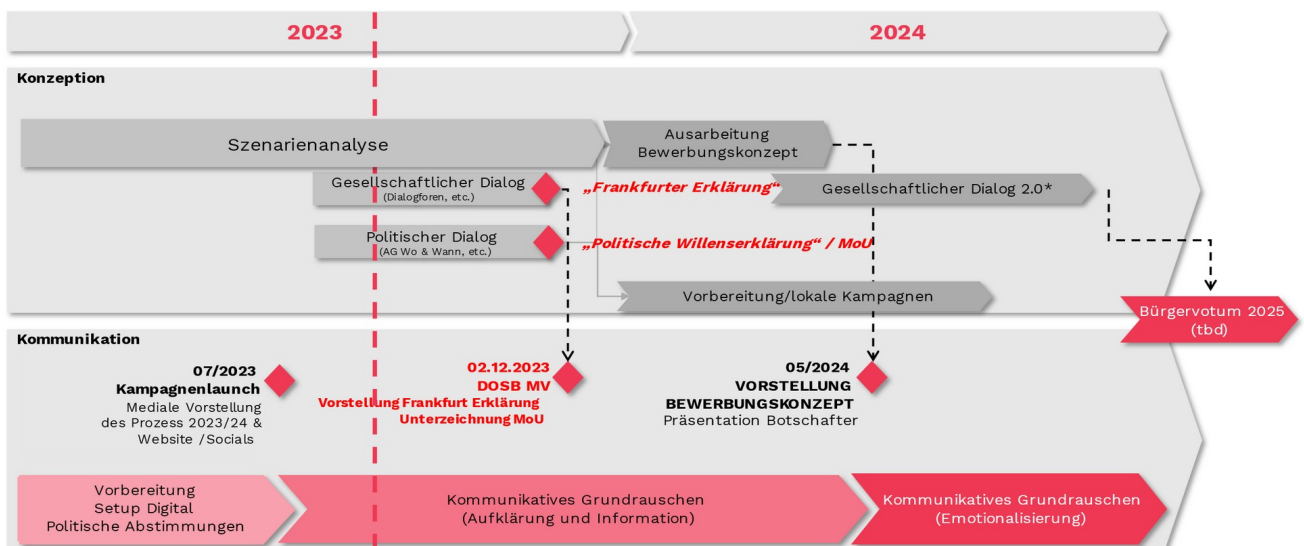 2023
2024
Konzeption
Szenarienanalyse
Ausarbeitung
Bewerbungskonzept
Gesellschaftlicher Dialog
(Dialogforen, etc.)
„Frankfurter Erklärung“
Gesellschaftlicher Dialog 2.0*
Politischer Dialog
(AG Wo & Wann, etc.)
„Politische Willenserklärung“ / MoU
Vorbereitung/lokale Kampagnen
Bürgervotum 2025
(tbd)
Kommunikation
07/2023
Kampagnenlaunch
Mediale Vorstellung
des Prozess 2023/24 &
Website /Socials
02.12.2023
DOSB MV
Vorstellung Frankfurt Erklärung
Unterzeichnung MoU
05/2024
VORSTELLUNG
BEWERBUNGSKONZEPT
Präsentation Botschafter
Vorbereitung
Setup Digital
Politische Abstimmungen
Kommunikatives Grundrauschen
(Aufklärung und Information)
Kommunikatives Grundrauschen
(Emotionalisierung)